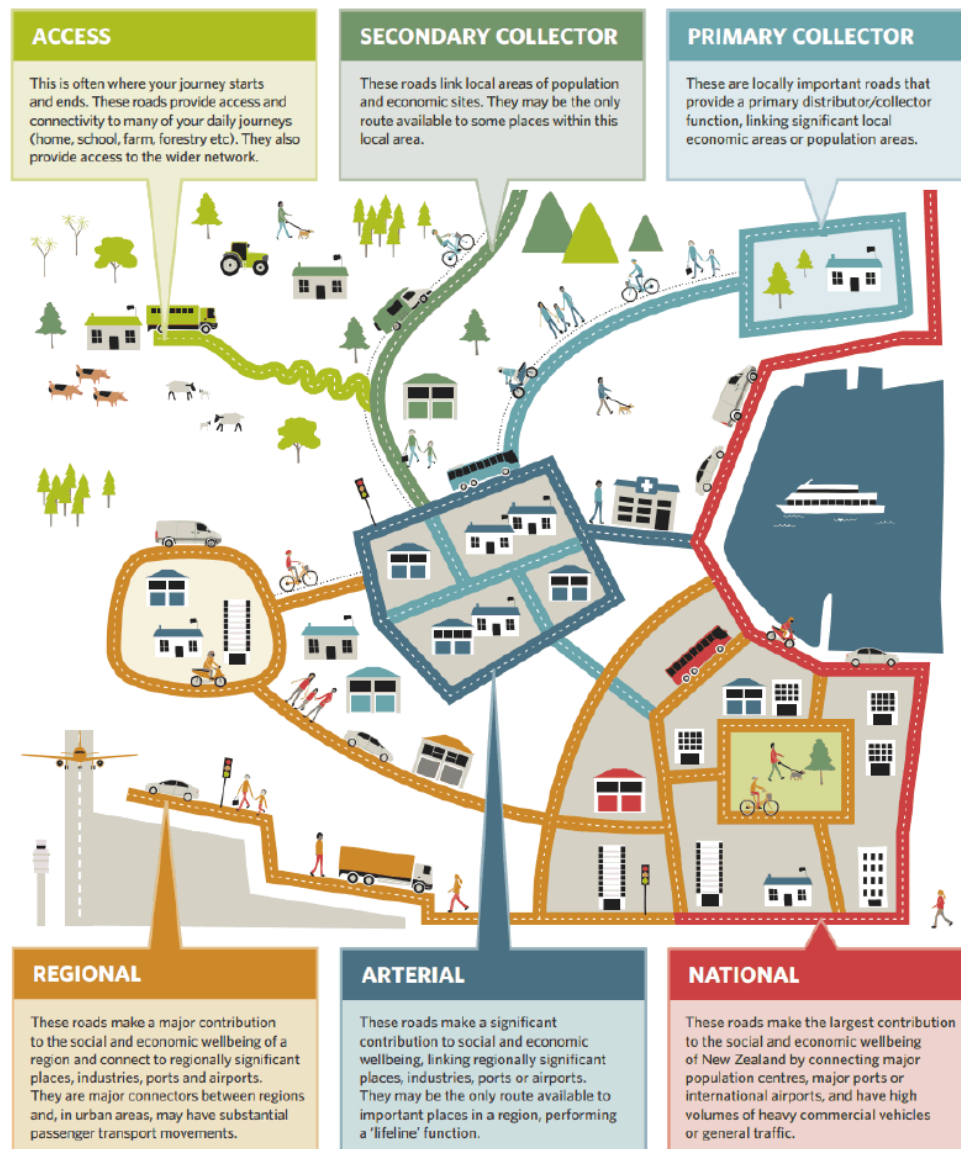 ACCESS
This is often where your journey starts
and ends. These roads provide access and
connectivity to many of your daily journeys
(home, school, farm, forestry etc). They also
provide access to the wider network.
SECONDARY COLLECTOR
These roads link local areas of population
and economic sites. They may be the only
route available to some places within this
local area.
PRIMARY COLLECTOR
These are locally important roads that
provide a primary distributor/collector
function, linking significant local
economic areas or population areas.
REGIONAL
These roads make a major contribution
to the social and economic wellbeing of a
region and connect to regionally significant
places, industries, ports and airports.
They are major connectors between regions
and, in urban areas, may have substantial
passenger transport movements.
ARTERIAL
These roads make a significant
contribution to social and economic
wellbeing, linking regionally significant
places, industries, ports or airports.
They may be the only route available to
important places in a region, performing
a 'lifeline' function.
NATIONAL
These roads make the largest contribution
to the social and economic wellbeing
of New Zealand by connecting major
population centres, major ports or
international airports, and have high
volumes of heavy commercial vehicles
or general traffic.